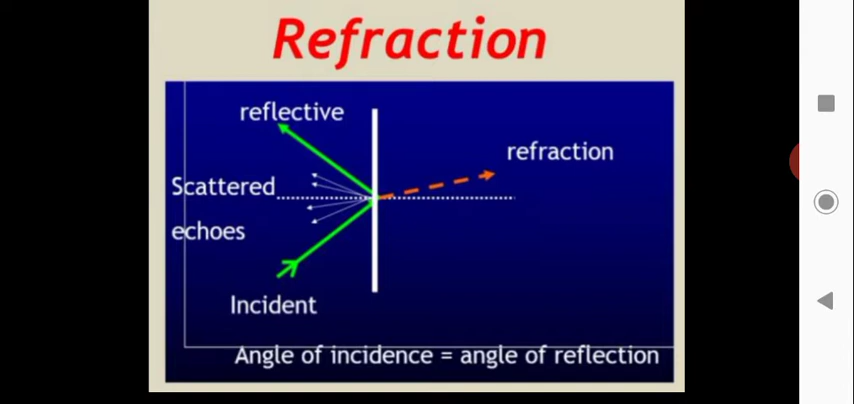 Refraction
reflective
refraction
Scattered
echoes
Incident
Angle of incidence = angle of reflection